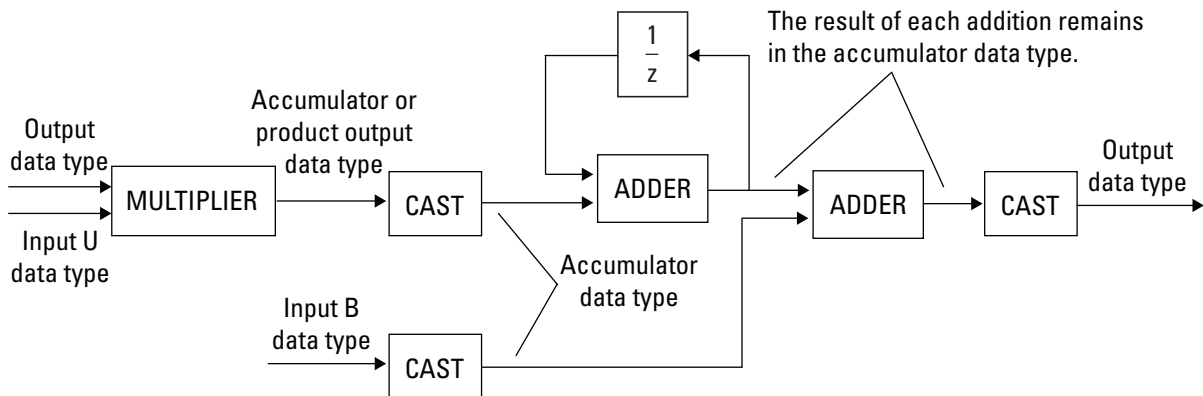 The result of each addition remains
in the accumulator data type.
1
z
Accumulator or
product output
data type
Output
data type
MULTIPLIER
Input U
data type
CAST
ADDER
ADDER
CAST
Output
data type
Accumulator
data type
Input B
data type
CAST